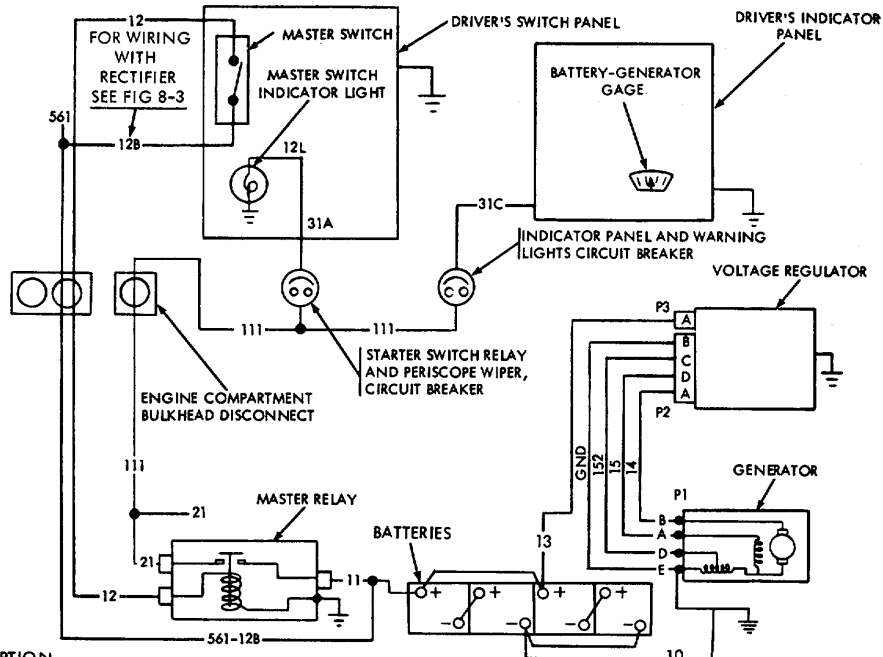 12
MASTER SWITCH
DRIVER'S SWITCH PANEL
DRIVER'S INDICATOR
PANEL
FOR WIRING
WITH
RECTIFIER
SEE FIG 8-3
MASTER SWITCH
INDICATOR LIGHT
BATTERY-GENERATOR
GAGE
561
12B
12L
31A
31C
INDICATOR PANEL AND WARNING
LIGHTS CIRCUIT BREAKER
VOLTAGE REGULATOR
111
111
P3
A
B
C
D
A
P2
STARTER SWITCH RELAY
AND PERISCOPE WIPER,
CIRCUIT BREAKER
ENGINE COMPARTMENT
BULKHEAD DISCONNECT
111
GND
152
15
14
GENERATOR
P1
B
A
D
E
21
MASTER RELAY
BATTERIES
13
21
11
12
+
+
+
+
-
-
-
-
561-12B
10
PTION